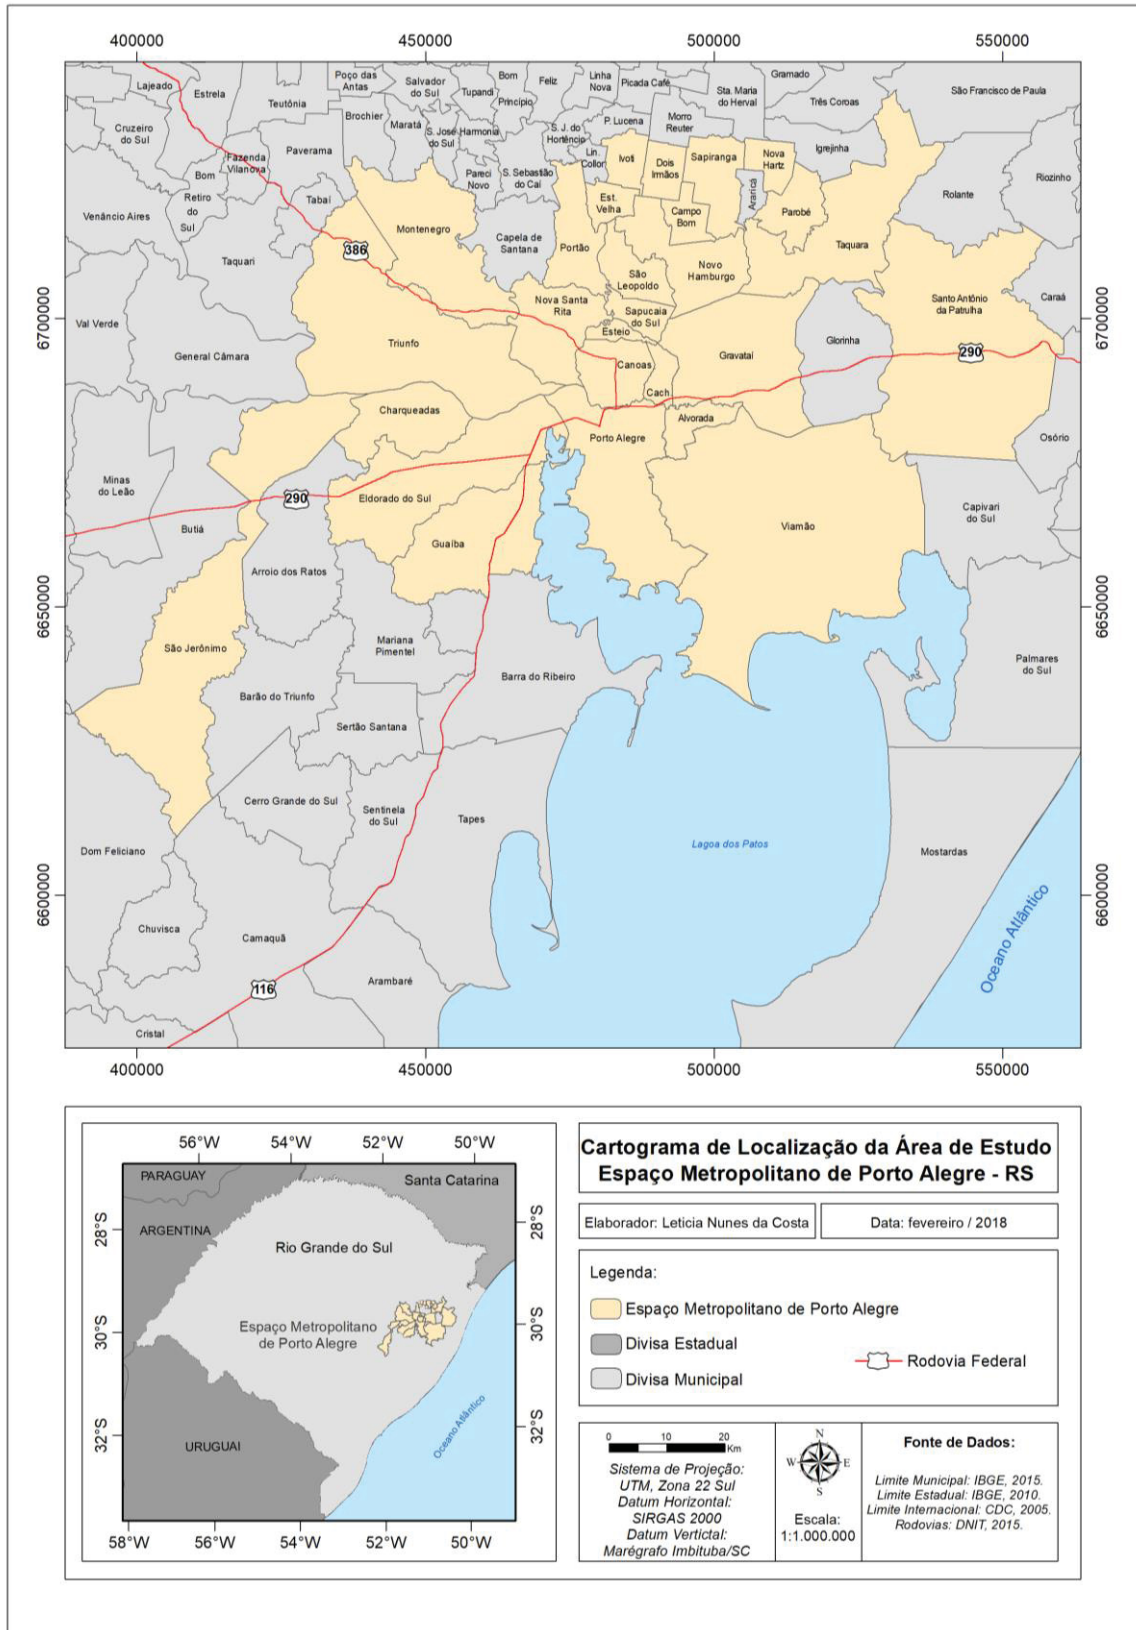 400000
450000
500000
550000
6700000
6650000
6600000
6700000
6650000
6600000
Lajeado
Estrela
Teutônia
Poço das
Antas
Salvador
do Sul
Tupandi
Bom
Princípio
Feliz
Linha
Nova
Picada Café
Gramado
Sta. Maria
do Herval
Três Coroas
São Francisco de Paula
Cruzeiro
do Sul
Brochier
Maratá
S. José
do Sul
Harmonia
S. J. do
Hortêncio
P. Lucena
Morro
Reuter
Igrejinha
Bom
Retiro
do
Sul
Fazenda
Vilanova
Paverama
Pareci
Novo
S. Sebastião
do Caí
Lin.
Collor
Ivoti
Dois
Irmãos
Sapiranga
Nova
Hartz
Araricá
Riozinho
Rolante
Venâncio Aires
Tabaí
Montenegro
Capela de
Santana
Portão
Est.
Velha
Campo
Bom
Parobé
Taquara
386
Taquari
São
Leopoldo
Novo
Hamburgo
Nova Santa
Rita
Sapucaia
do Sul
Esteio
Santo Antônio
da Patrulha
Caraá
Val Verde
General Câmara
Triunfo
Canoas
Gravataí
Glorinha
290
Cach.
Charqueadas
Alvorada
Porto Alegre
Osório
Minas
do Leão
Butiá
290
Eldorado do Sul
Guaíba
Viamão
Capivari
do Sul
Arroio dos Ratos
São Jerônimo
Mariana
Pimentel
Barra do Ribeiro
Palmares
do Sul
Barão do Triunfo
Sertão Santana
Cerro Grande do Sul
Sentinela
do Sul
Tapes
Lagoa dos Patos
Mostardas
Dom Feliciano
Chuvisca
Camaquã
Arambaré
Oceano Atlântico
116
Cristal
400000
450000
500000
550000
56°W
54°W
52°W
50°W
PARAGUAY
Santa Catarina
ARGENTINA
Rio Grande do Sul
Espaço Metropolitano
de Porto Alegre
URUGUAI
Oceano Atlântico
28°S
30°S
32°S
28°S
30°S
32°S
58°W
56°W
54°W
52°W
50°W
Cartograma de Localização da Área de Estudo
Espaço Metropolitano de Porto Alegre - RS
Elaborador: Leticia Nunes da Costa
Data: fevereiro / 2018
Legenda:
Espaço Metropolitano de Porto Alegre
Divisa Estadual
Divisa Municipal
Rodovia Federal
0 10 20
Km
Sistema de Projeção:
UTM, Zona 22 Sul
Datum Horizontal:
SIRGAS 2000
Datum Vertictal:
Marégrafo Imbituba/SC
N
W
E
S
Escala:
1:1.000.000
Fonte de Dados:
Limite Municipal: IBGE, 2015.
Limite Estadual: IBGE, 2010.
Limite Internacional: CDC, 2005.
Rodovias: DNIT, 2015.